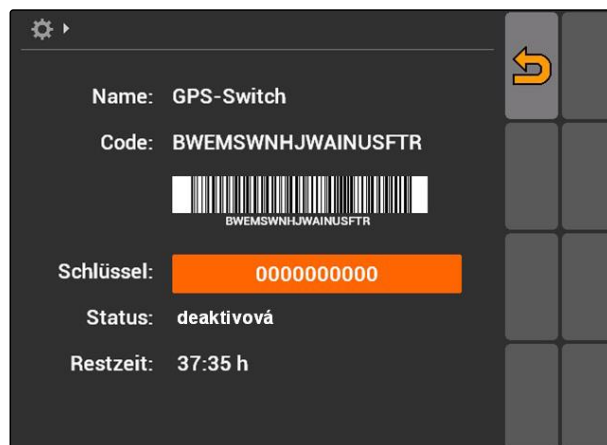 Name: GPS-Switch
Code: BWEMSWNHJWAINUSFTR
BWEMSWNHJWAINUSFTR
Schlüssel: 0000000000
Status: deaktivová
Restzeit: 37:35 h